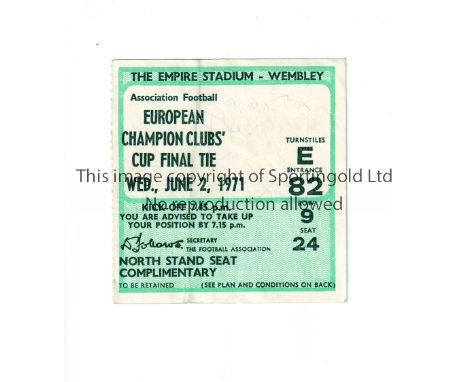 THE EMPIRE STADIUM - WEMBLEY
Association Football
EUROPEAN
CHAMPION CLUBS'
CUP FINAL TIE
WED., JUNE 2, 1971
KICK-OFF 7.45 p.m.
YOU ARE ADVISED TO TAKE UP
YOUR POSITION BY 7.15 p.m.
SECRETARY
THE FOOTBALL ASSOCIATION
NORTH STAND SEAT
COMPLIMENTARY
TO BE RETAINED (SEE PLAN AND CONDITIONS ON BACK)
TURNSTILES
E
ENTRANCE
82
ROW
9
SEAT
24
This image copyright of Sportingold Ltd
No reproduction allowed